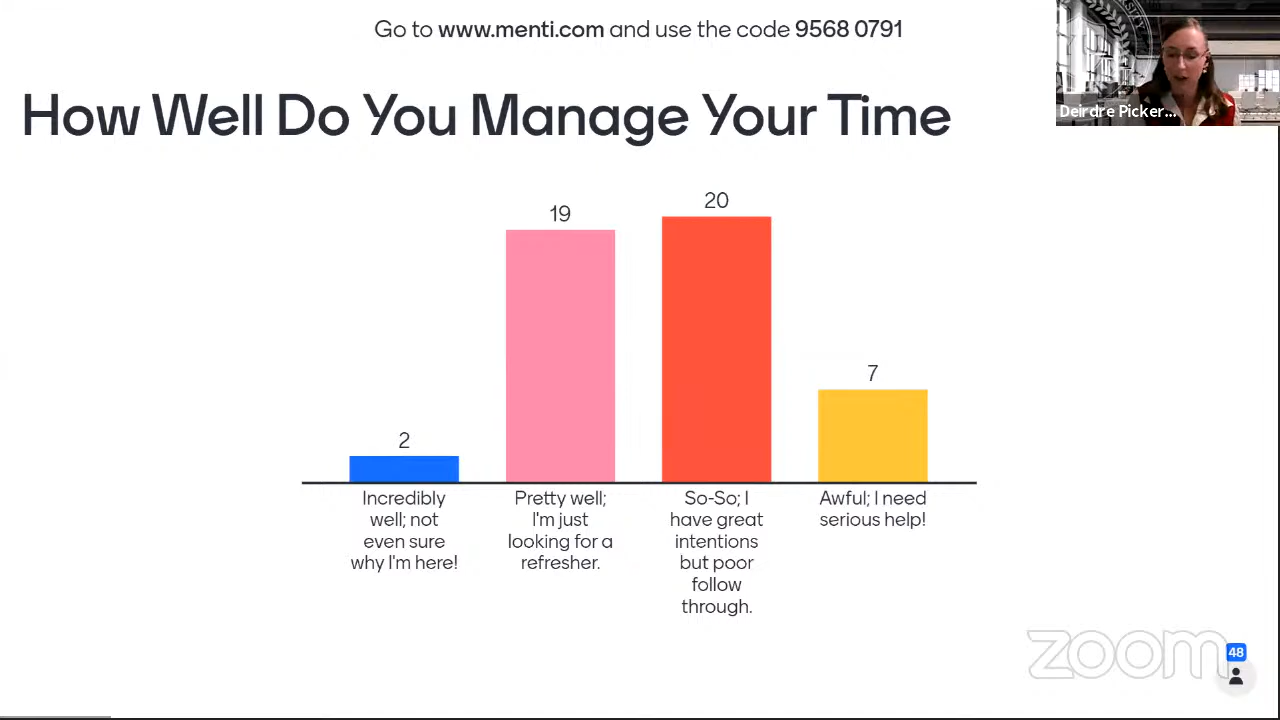 Go to www.menti.com and use the code 9568 0791
How Well Do You Manage Your Time
Deirdre Picker...
2
19
20
7
Incredibly
well; not
even sure
why I'm here!
Pretty well;
I'm just
looking for a
refresher.
So-So; I
have great
intentions
but poor
follow
through.
Awful; I need
serious help!
zoom
48